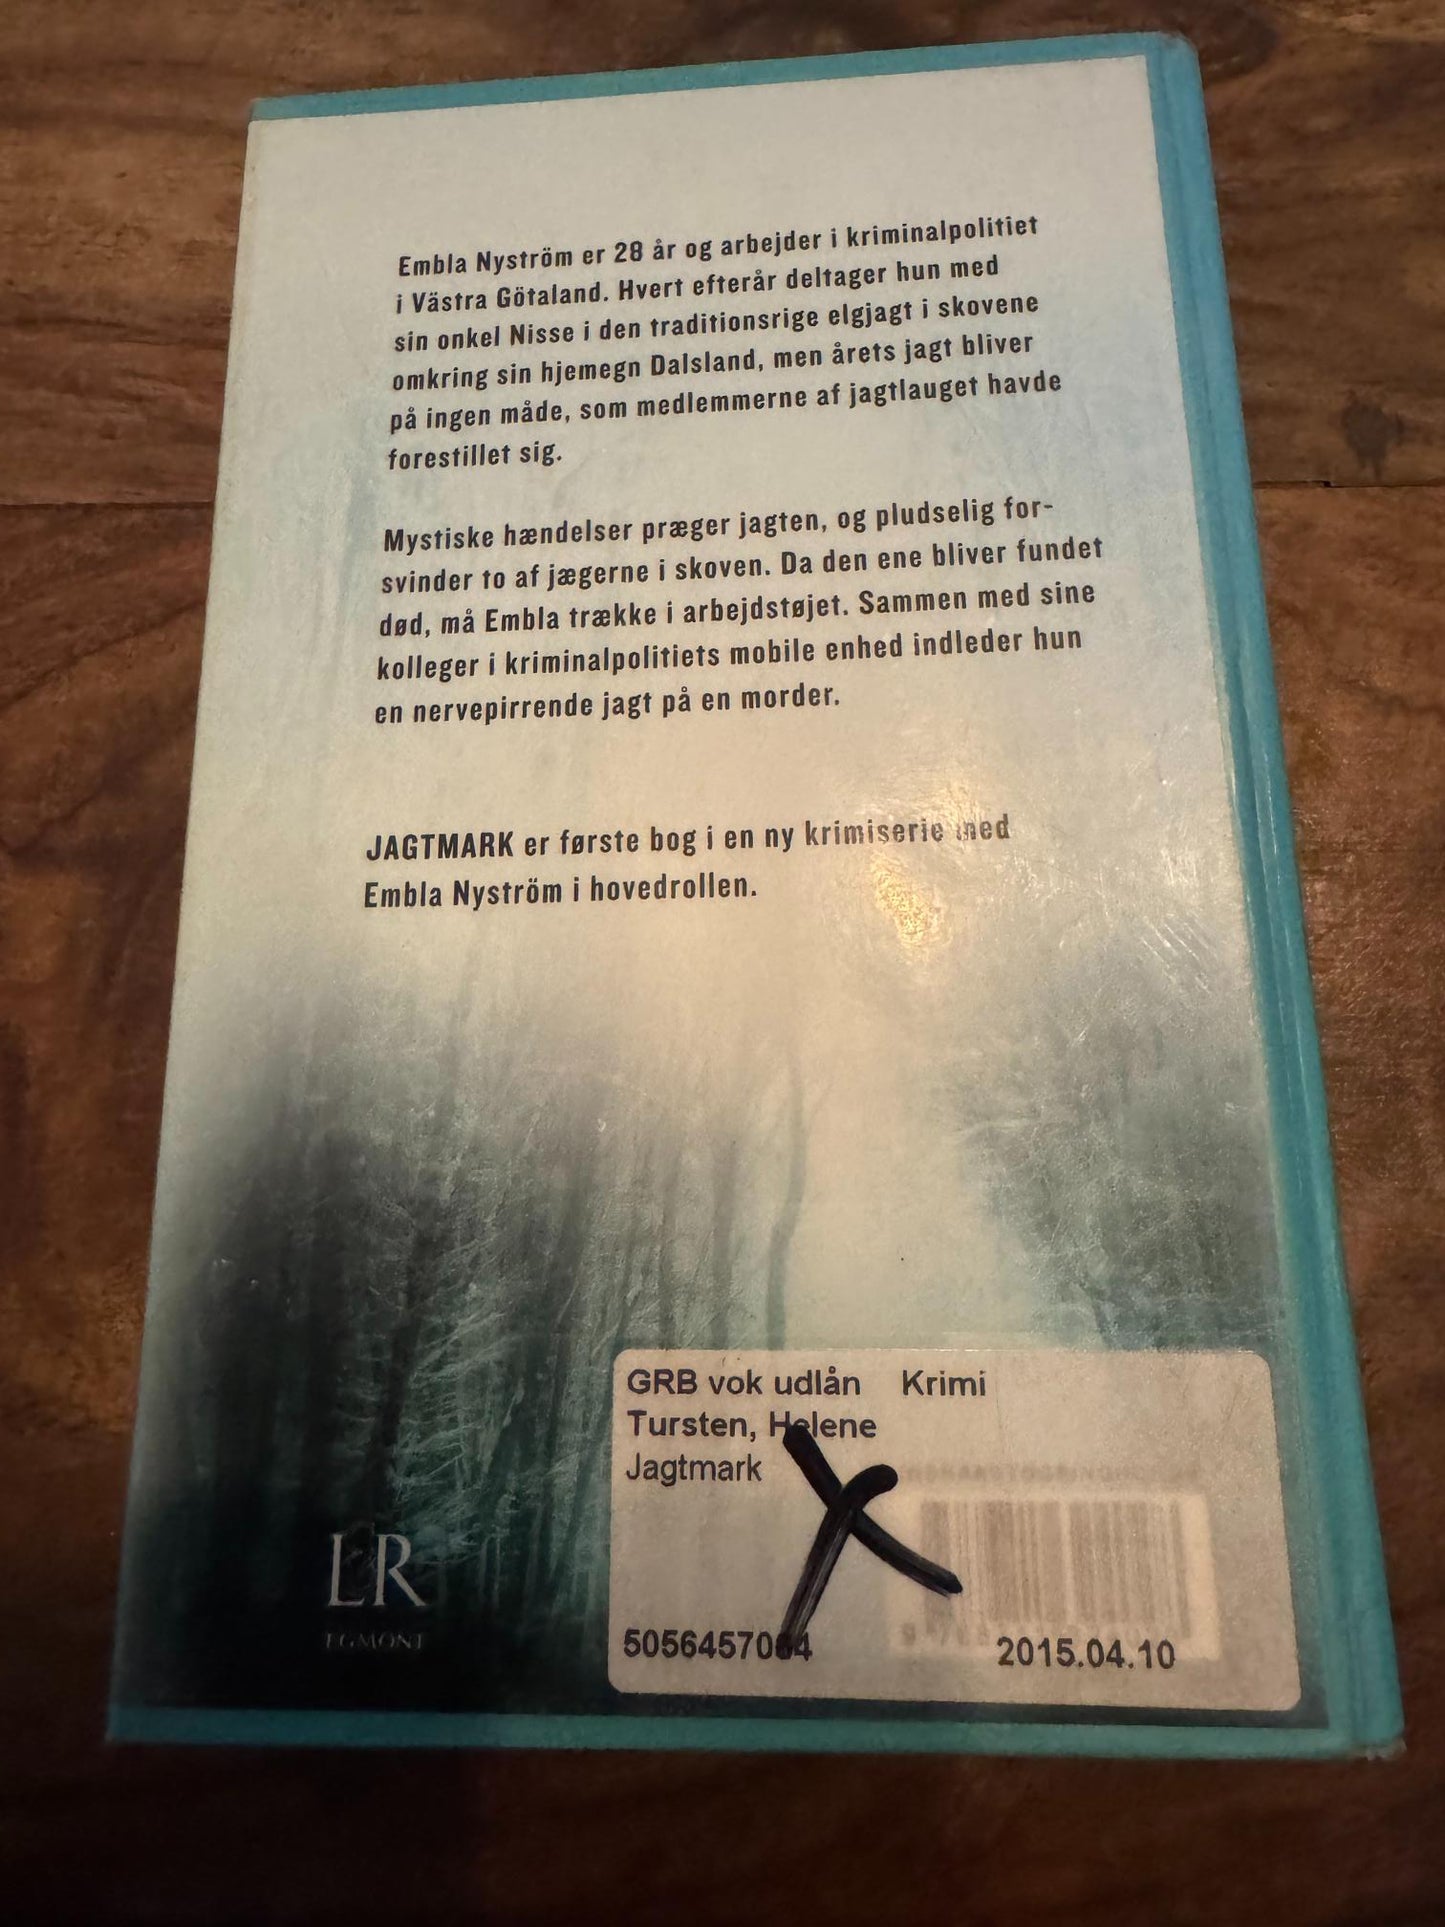 Embla Nyström er 28 år og arbejder i kriminalpolitiet
i Västra Götaland. Hvert efterår deltager hun med
sin onkel Nisse i den traditionsrige elgjagt i skovene
omkring sin hjemegn Dalsland, men årets jagt bliver
på ingen måde, som medlemmerne af jagtlauget havde
forestillet sig.
Mystiske hændelser præger jagten, og pludselig for-
svinder to af jægerne i skoven. Da den ene bliver fundet
død, må Embla trække i arbejdstøjet. Sammen med sine
kolleger i kriminalpolitiets mobile enhed indleder hun
en nervepirrende jagt på en morder.
JAGTMARK er første bog i en ny krimiserie med
Embla Nyström i hovedrollen.
LR
EGMONT
GRB vok udlån Krimi
Tursten, Helene
Jagtmark
2015.04.10